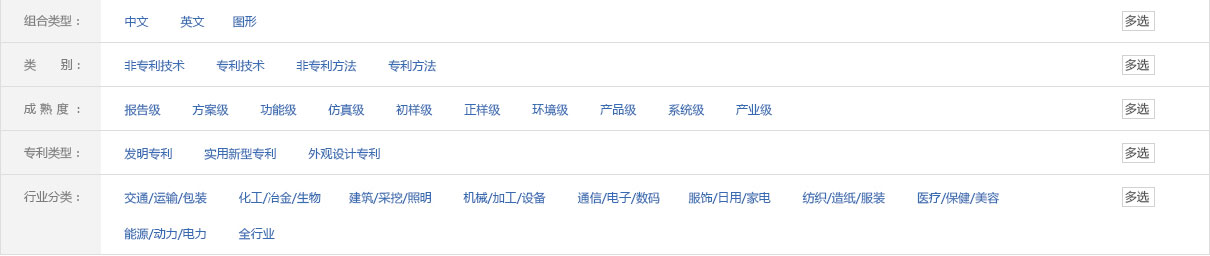 组合类型： 中文 英文 图形 多选
类 别： 非专利技术 专利技术 非专利方法 专利方法 多选
成 熟 度 ： 报告级 方案级 功能级 仿真级 初样级 正样级 环境级 产品级 系统级 产业级 多选
专利类型： 发明专利 实用新型专利 外观设计专利 多选
行业分类： 交通/运输/包装 化工/冶金/生物 建筑/采挖/照明 机械/加工/设备 通信/电子/数码 服饰/日用/家电 纺织/造纸/服装 医疗/保健/美容 多选
能源/动力/电力 全行业